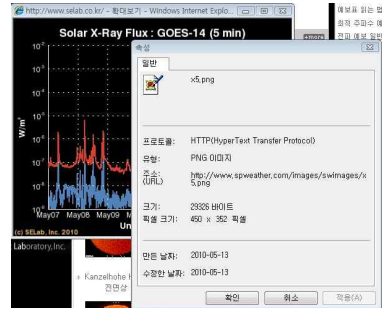 http://www.selab.co.kr/ - 확대보기 - Windows Internet Explo...
Solar X-Ray Flux : GOES-14 (5 min)
W/m²
May07 May08 May09
(c) SELab, Inc. 2010
Laboratory, Inc.
Kanzelhohe
전면상
속성
일반
x5.png
프로토콜: HTTP(HyperText Transfer Protocol)
유형: PNG 이미지
주소: (URL) http://www.spweather.com/images/swimages/x
5.png
크기: 29326 바이트
픽셀 크기: 450 x 352 픽셀
만든 날짜: 2010-05-13
수정한 날짜: 2010-05-13
확인 취소 적용(A)
예보표 읽는
최적 주파수
전파 예보 일반